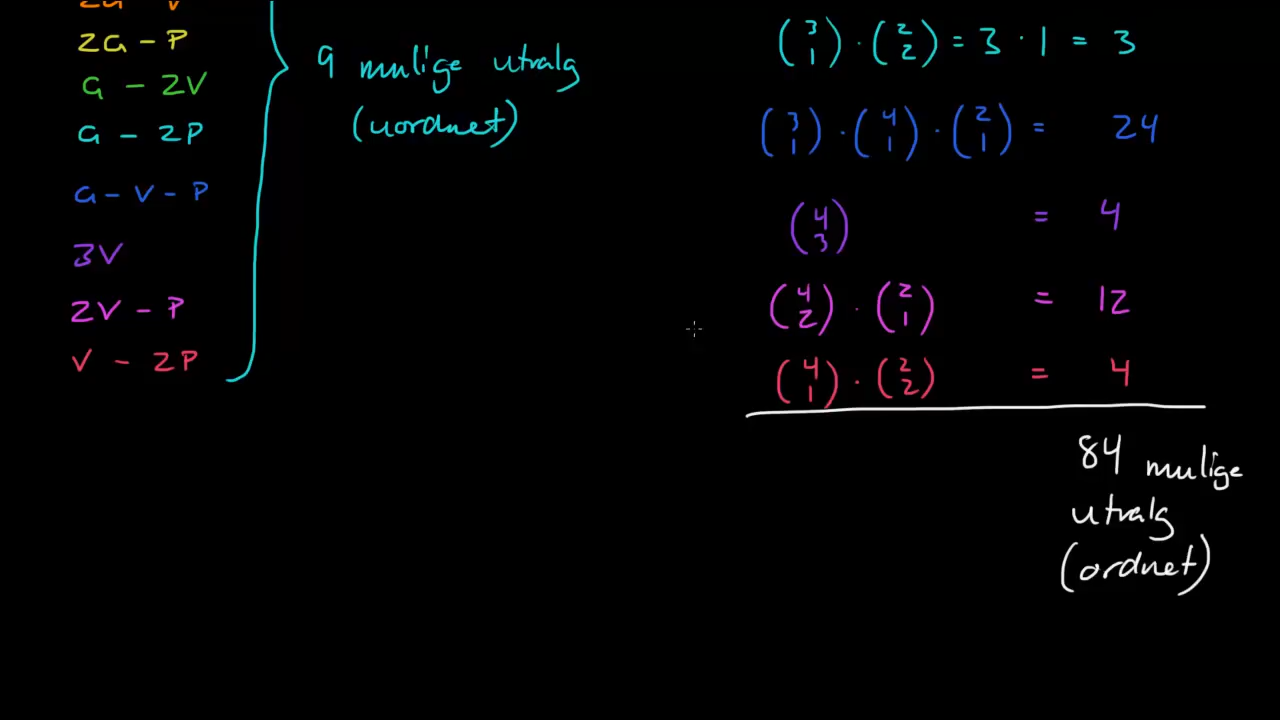 2G - V
2G - P
G - 2V
G - 2P
G - V - P
3V
2V - P
V - 2P
9 mulige utvalg
(uordnet)
(3 1) · (2 2) = 3 · 1 = 3
(3 1) · (4 1) · (2 1) = 24
(4 3) = 4
(4 2) · (2 1) = 12
(4 1) · (2 2) = 4
84 mulige
utvalg
(ordnet)